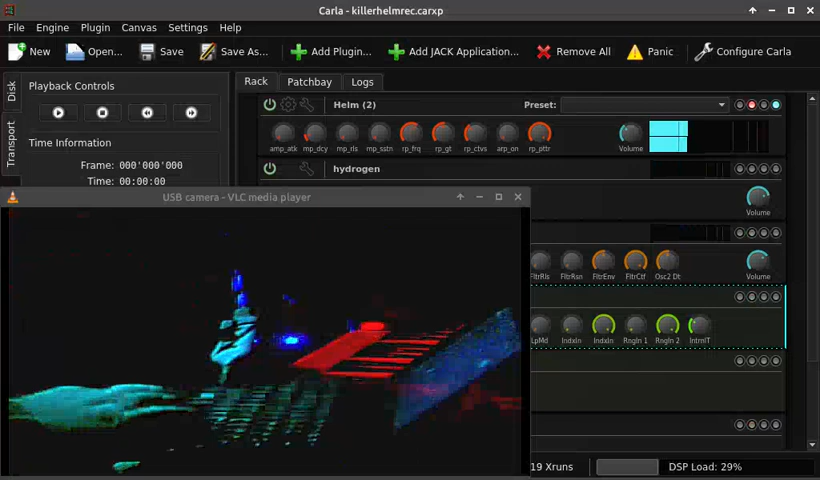 Carla - killerhelmrec.carxp
File Engine Plugin Canvas Settings Help
New Open... Save Save As... Add Plugin... Add JACK Application... Remove All Panic Configure Carla
Disk
Transport
Playback Controls
Time Information
Frame: 000'000'000
Time: 00:00:00
Rack Patchbay Logs
Helm (2) Preset:
amp_atk mp_dcy mp_rls mp_sstn rp_frq rp_gt rp_ctvs arp_on rp_pttr Volume
hydrogen
Volume
USB camera - VLC media player
FltrRls FltrRsn FltrEnv FltrCtf Osc2 Dt Volume
LpMd IndxIn IndxIn RngIn 1 RngIn 2 IntrnlT
19 Xruns DSP Load: 29%